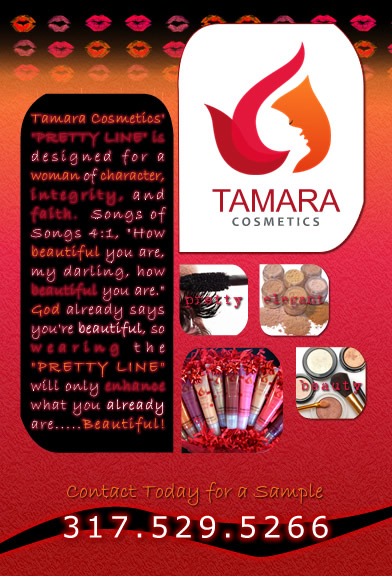 Tamara Cosmetics"
"PRETTY LINE" is
designed for a
woman of character,
integrity, and
faith. Songs of
Songs 4:1, "How
beautiful you are,
my darling, how
beautiful you are."
God already says
you're beautiful, so
wearing the
"PRETTY LINE"
will only enhance
what you already
are.....Beautiful!
TAMARA
COSMETICS
pretty
elegant
beauty
Contact Today for a Sample
317.529.5266